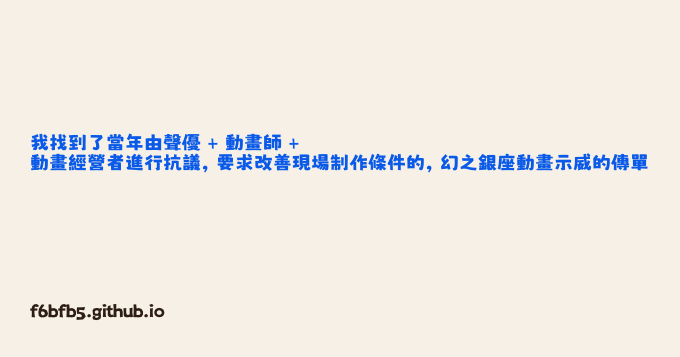 我找到了當年由聲優 + 動畫師 +
動畫經營者進行抗議, 要求改善現場制作條件的, 幻之銀座動畫示威的傳單
f6bfb5.github.io